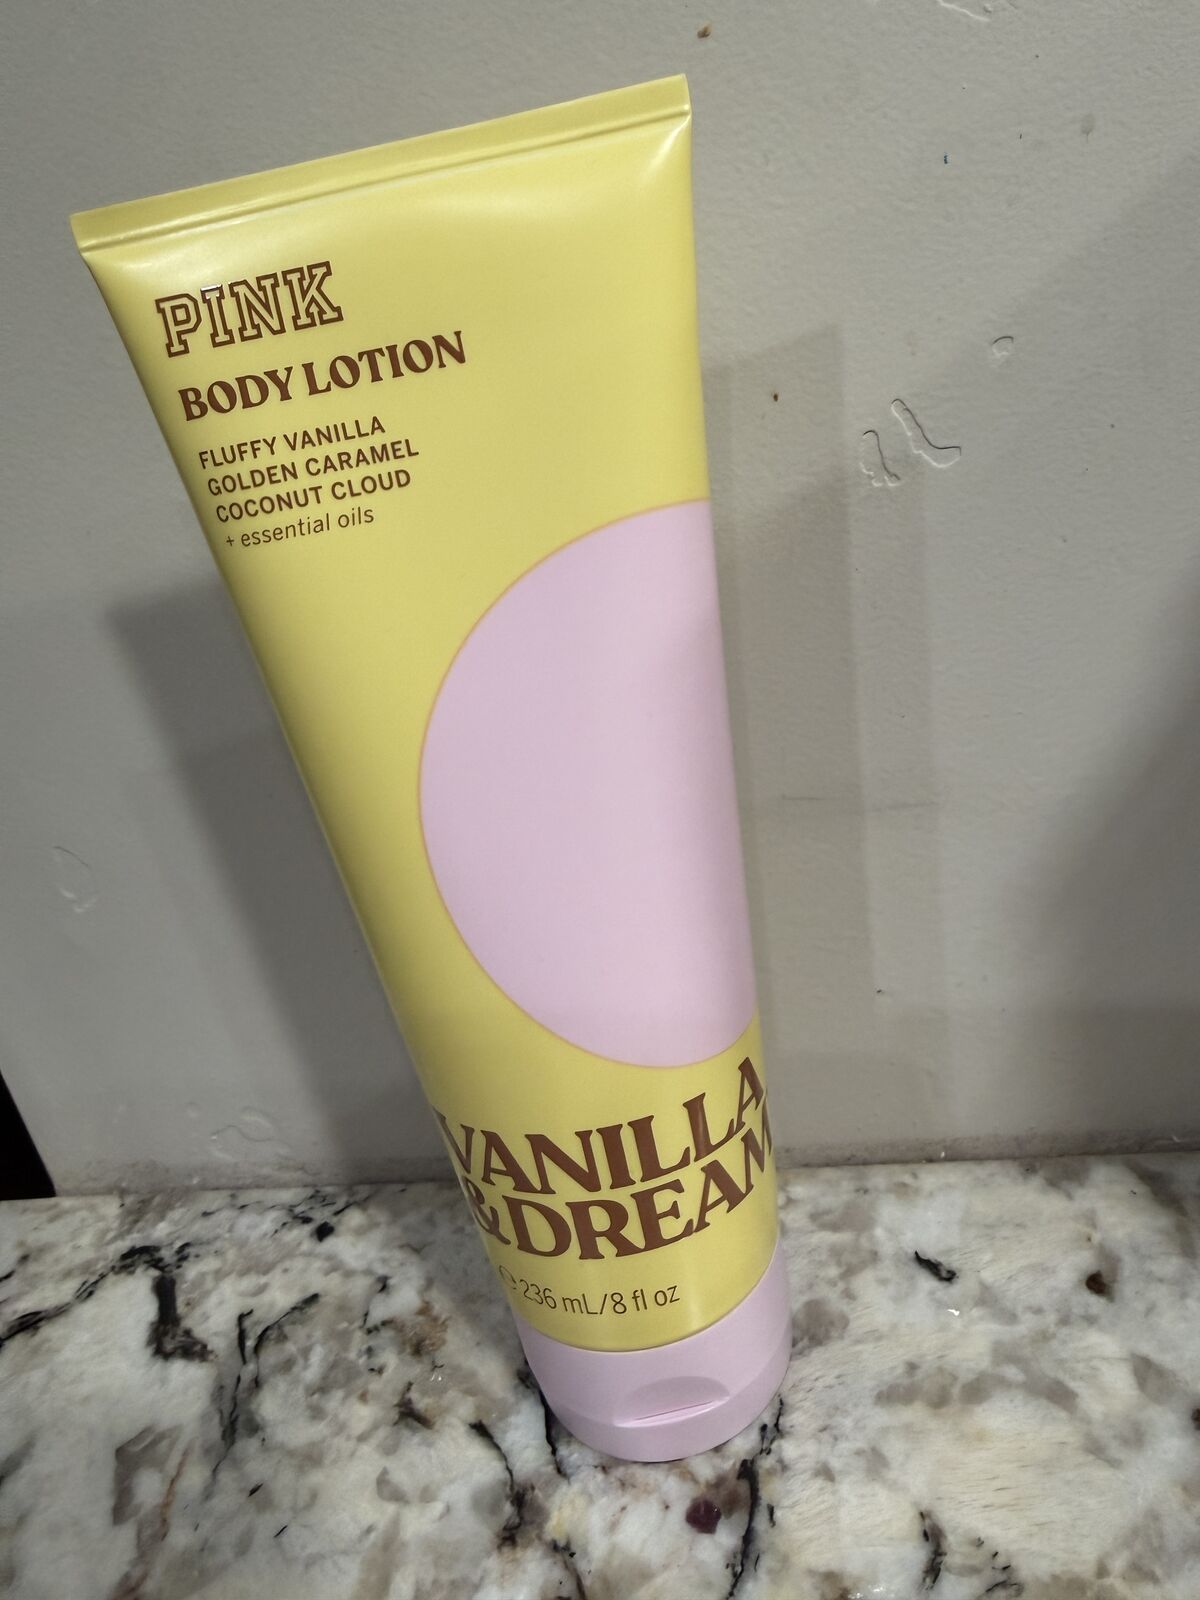 PINK
BODY LOTION
FLUFFY VANILLA
GOLDEN CARAMEL
COCONUT CLOUD
+ essential oils
VANILLA
&DREAM
℮ 236 mL/8 fl oz